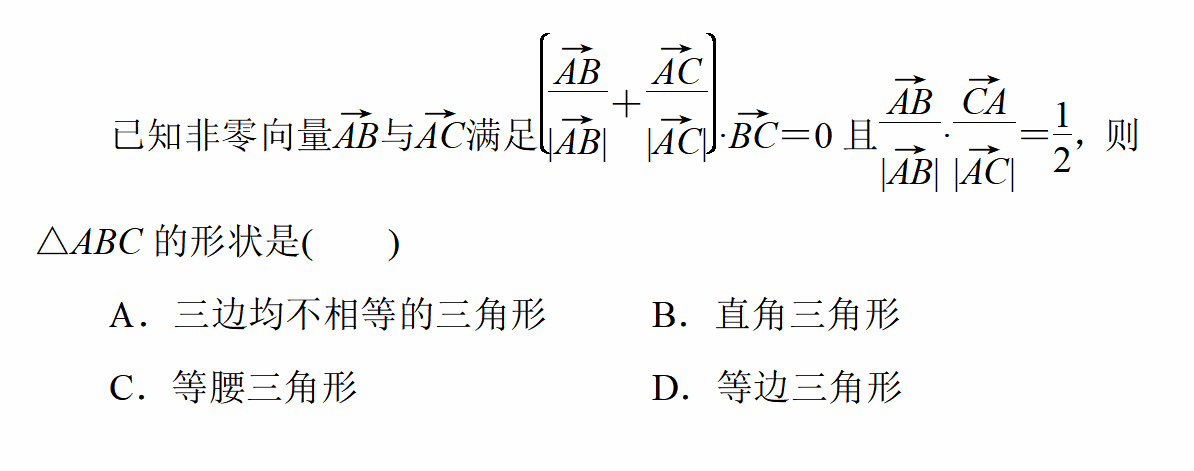 已知非零向量$\overrightarrow{AB}$与$\overrightarrow{AC}$满足$\left(\frac{\overrightarrow{AB}}{|\overrightarrow{AB}|}+\frac{\overrightarrow{AC}}{|\overrightarrow{AC}|}\right)\cdot\overrightarrow{BC}=0$ 且$\frac{\overrightarrow{AB}}{|\overrightarrow{AB}|}\cdot\frac{\overrightarrow{CA}}{|\overrightarrow{AC}|}=\frac{1}{2}$，则
△ABC 的形状是(　　)
A．三边均不相等的三角形　　B．直角三角形
C．等腰三角形　　D．等边三角形